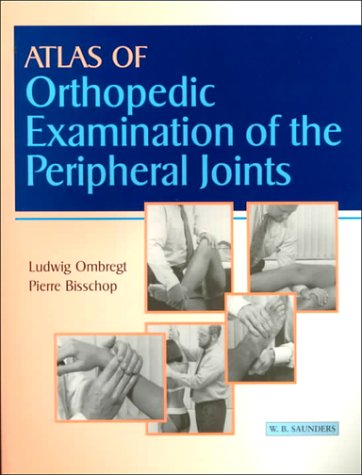 ATLAS OF
Orthopedic
Examination of the
Peripheral Joints
Ludwig Ombregt
Pierre Bisschop
W. B. SAUNDERS